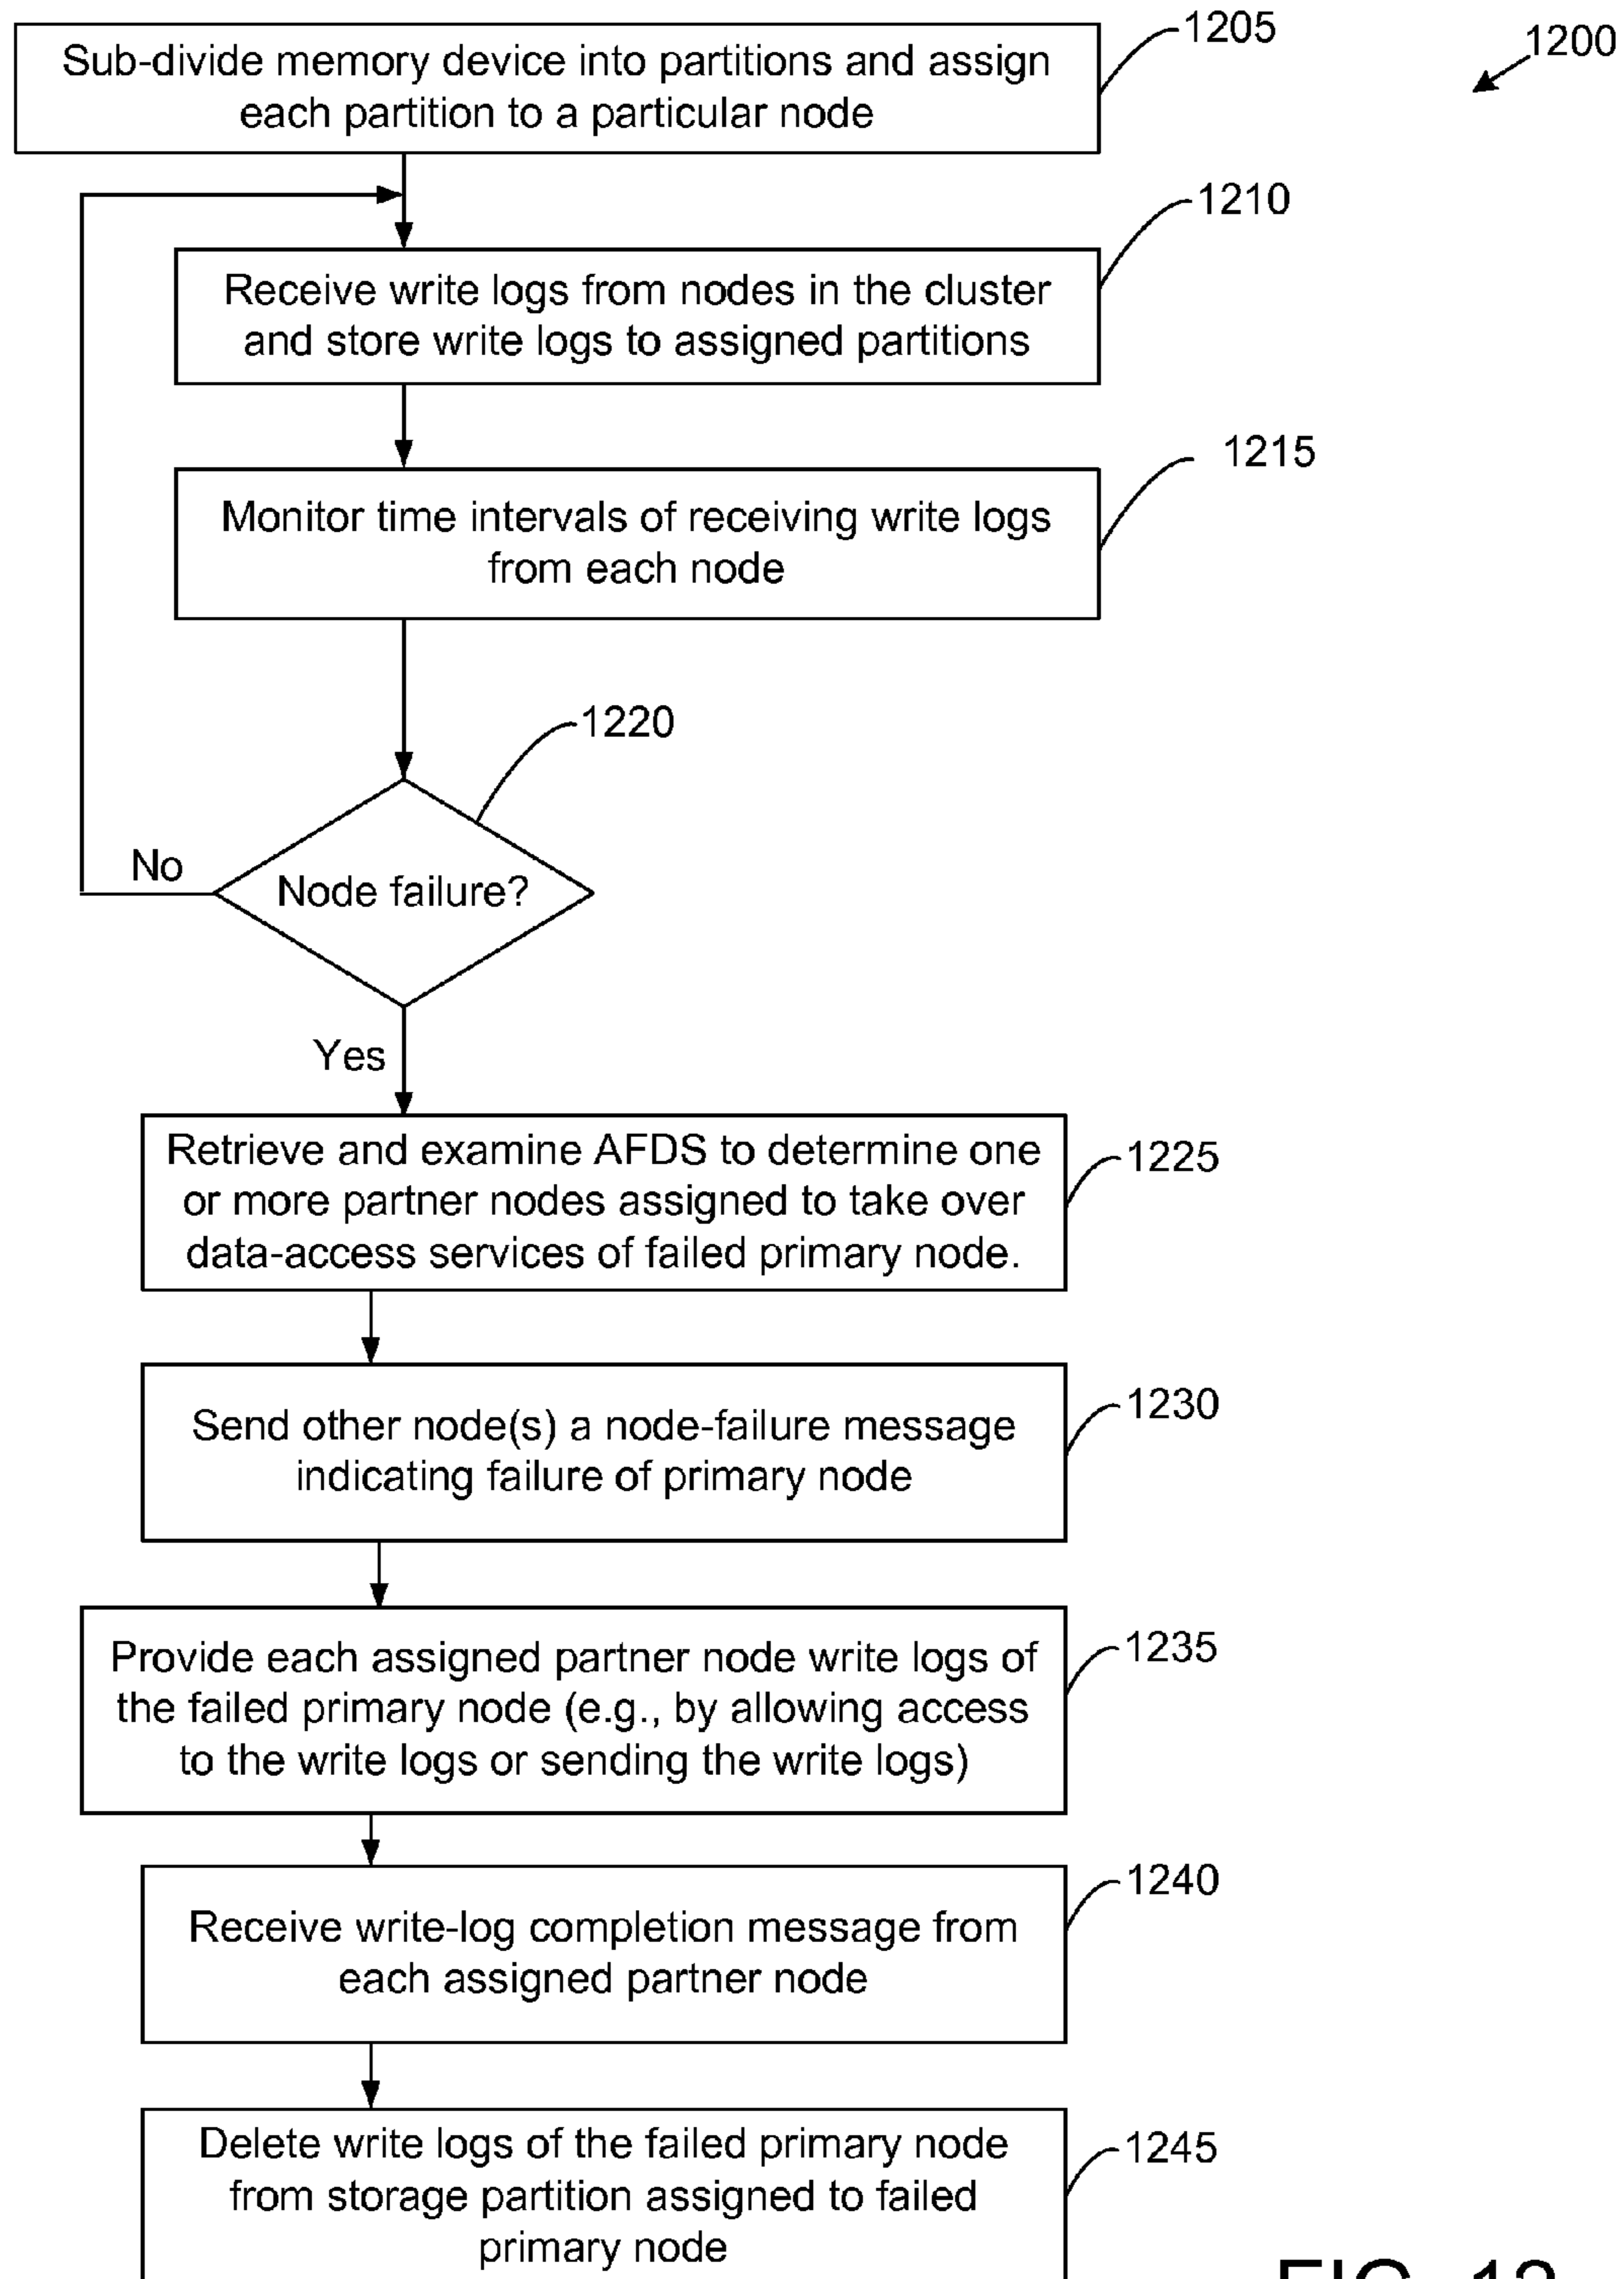 1205
1200
Sub-divide memory device into partitions and assign
each partition to a particular node
1210
Receive write logs from nodes in the cluster
and store write logs to assigned partitions
1215
Monitor time intervals of receiving write logs
from each node
1220
No
Node failure?
Yes
Retrieve and examine AFDS to determine one
or more partner nodes assigned to take over
data-access services of failed primary node.
1225
Send other node(s) a node-failure message
indicating failure of primary node
1230
Provide each assigned partner node write logs of
the failed primary node (e.g., by allowing access
to the write logs or sending the write logs)
1235
Receive write-log completion message from
each assigned partner node
1240
Delete write logs of the failed primary node
from storage partition assigned to failed
primary node
1245
FIG. 12